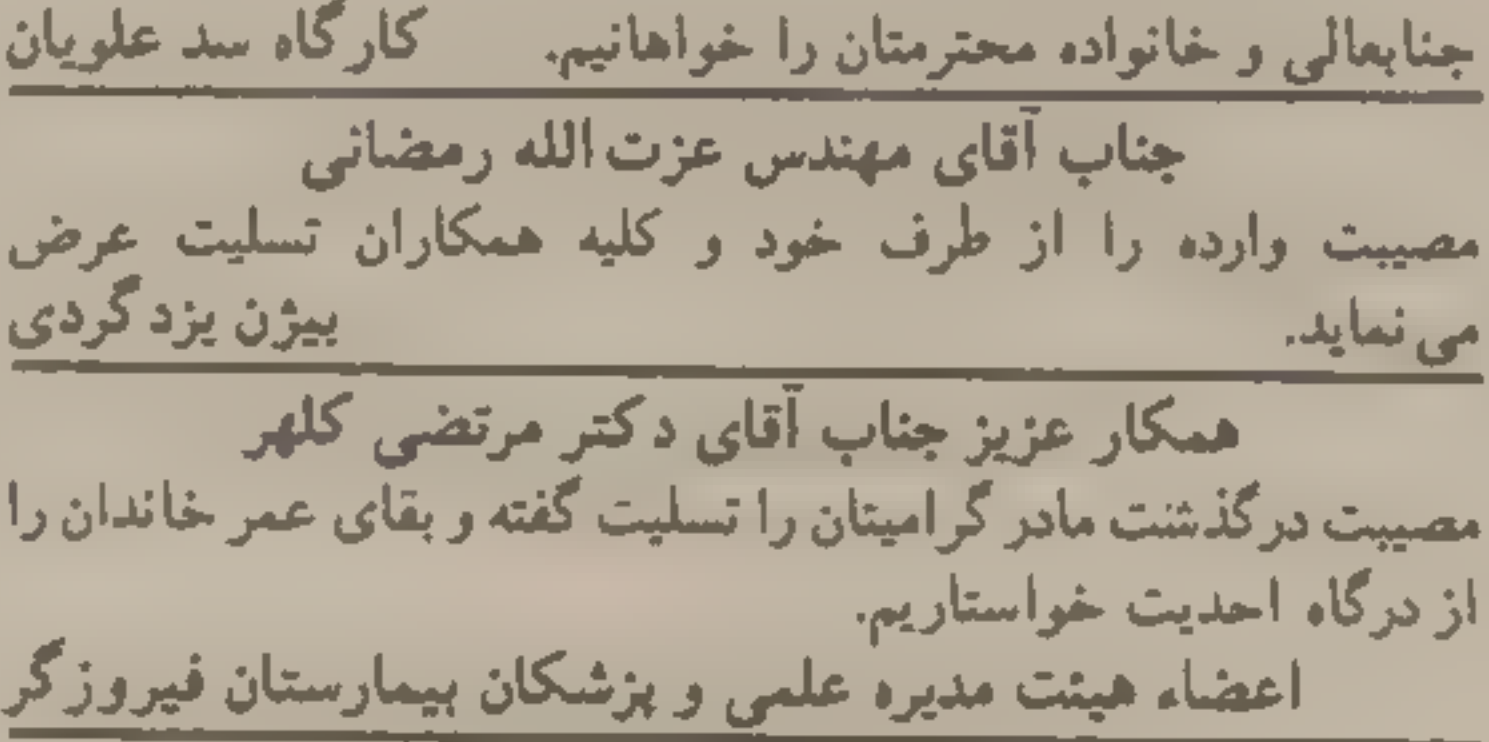 جنابعالی و خانواده محترمتان را خواهانیم. کارگاه سد علویان
جناب آقای مهندس عزت الله رمضانی
مصیبت وارده را از طرف خود و کلیه همکاران تسلیت عرض
می نماید. بیژن یزد گردی
همکار عزیز جناب آقای دکتر مرتضی کلهر
مصیبت درگذشت مادر گرامیتان را تسلیت گفته و بقای عمر خاندان را
از درگاه احدیت خواستاریم.
اعضاء هیئت مدیره علمی و پزشکان بیمارستان فیروزگر